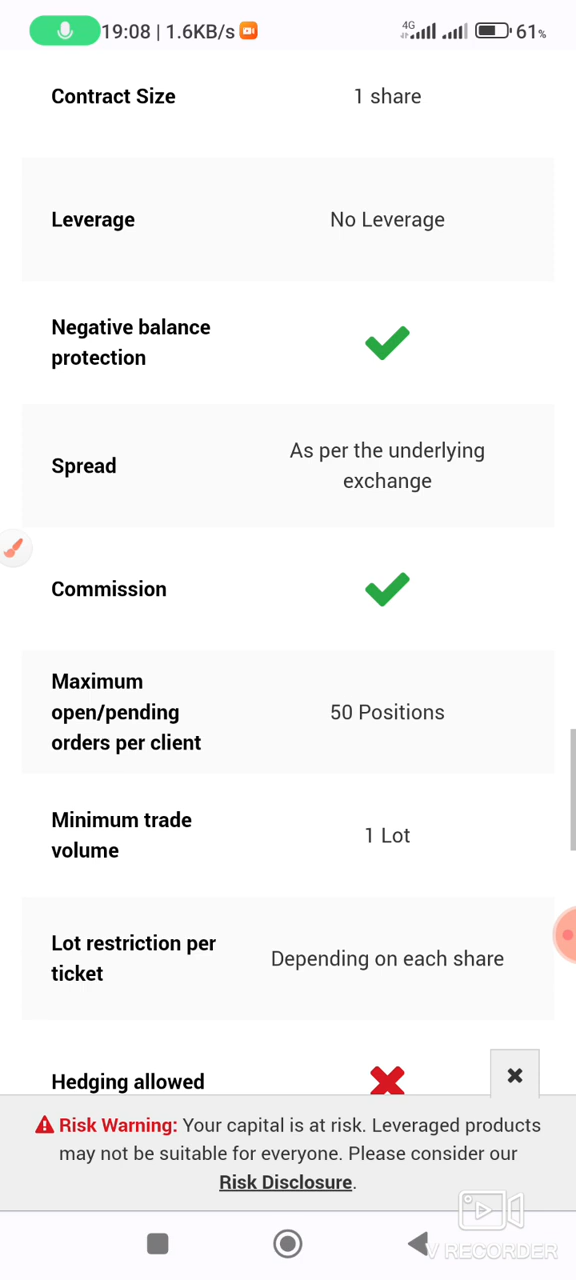 19:08 | 1.6KB/s
4G
61%
Contract Size
1 share
Leverage
No Leverage
Negative balance
protection
Spread
As per the underlying
exchange
Commission
Maximum
open/pending
orders per client
50 Positions
Minimum trade
volume
1 Lot
Lot restriction per
ticket
Depending on each share
Hedging allowed
Risk Warning: Your capital is at risk. Leveraged products
may not be suitable for everyone. Please consider our
Risk Disclosure.
V RECORDER